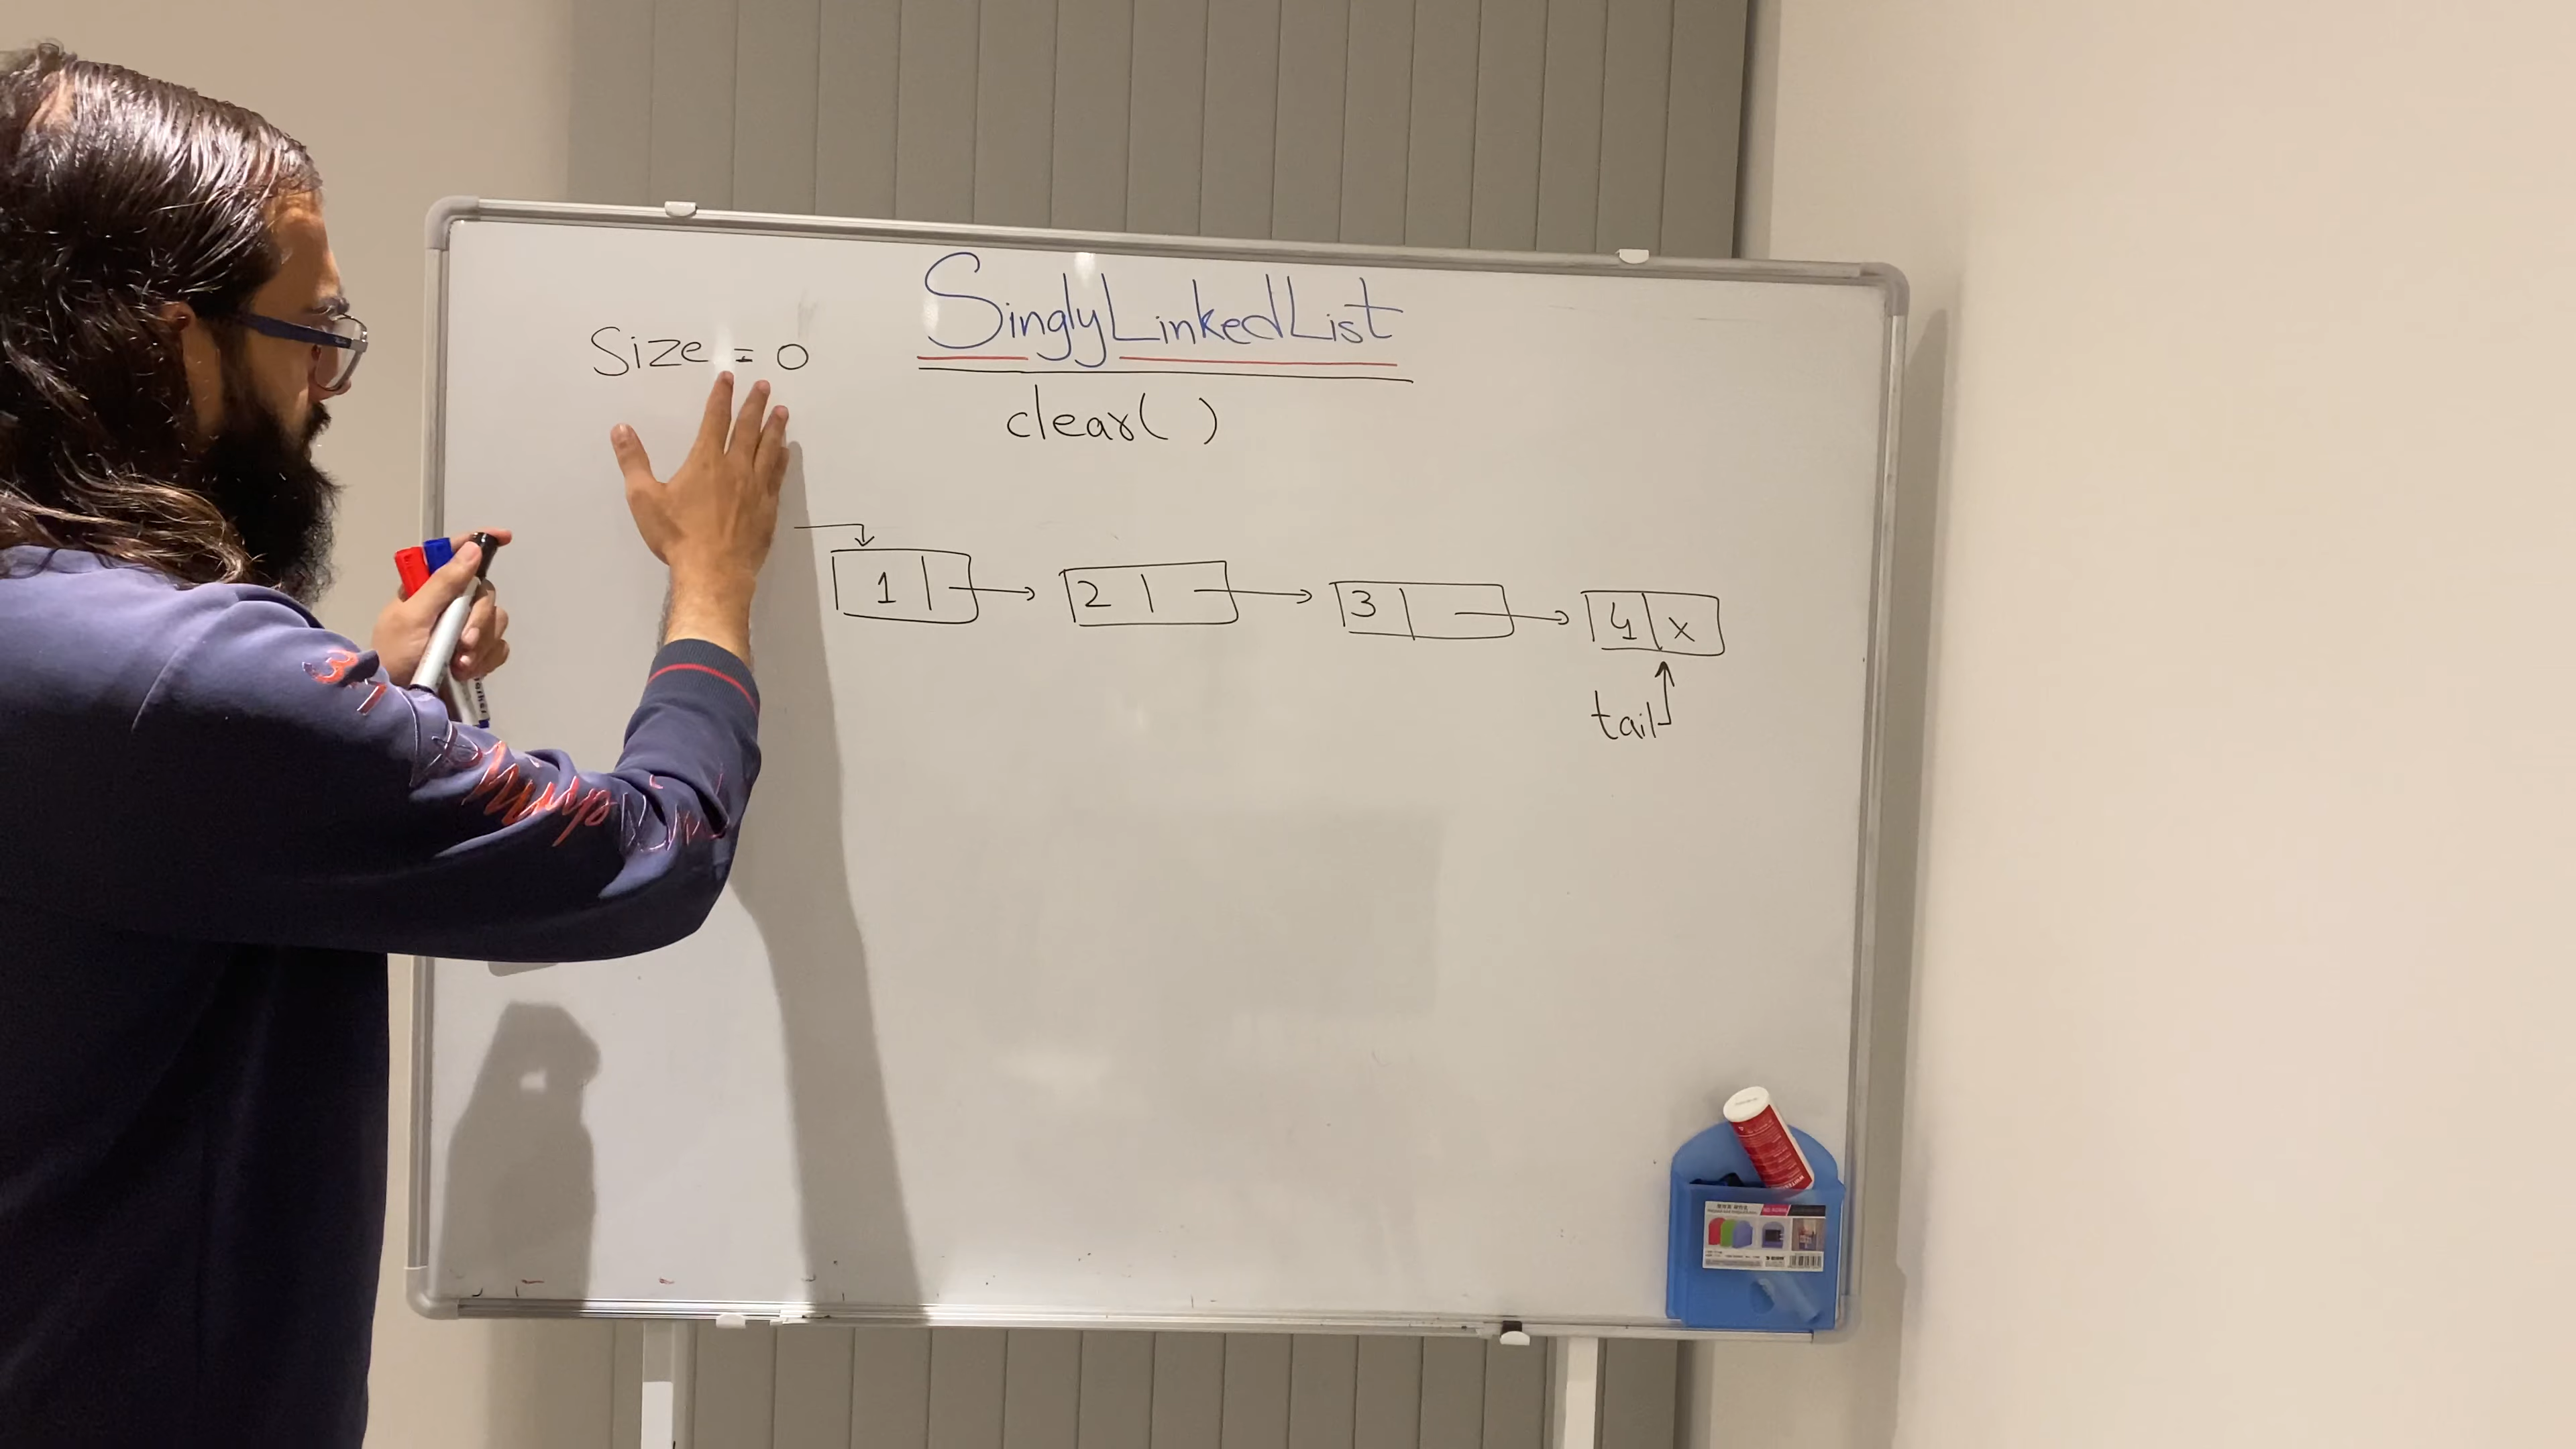 SinglyLinkedList
Size = 0
clear( )
1 2 3 4 x
tail